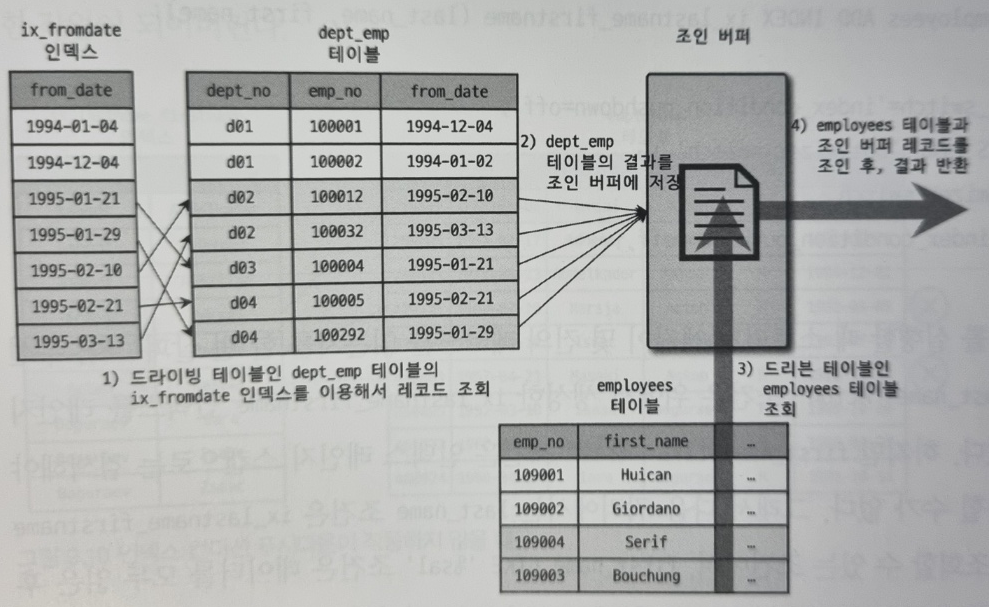 ix_fromdate
인덱스
from_date
1994-01-04
1994-12-04
1995-01-21
1995-01-29
1995-02-10
1995-02-21
1995-03-13
dept_emp
테이블
dept_no emp_no from_date
d01 100001 1994-12-04
d01 100002 1994-01-02
d02 100012 1995-02-10
d02 100032 1995-03-13
d03 100004 1995-01-21
d04 100005 1995-02-21
d04 100292 1995-01-29
1) 드라이빙 테이블인 dept_emp 테이블의
ix_fromdate 인덱스를 이용해서 레코드 조회
2) dept_emp
테이블의 결과를
조인 버퍼에 저장
조인 버퍼
3) 드리븐 테이블인
employees 테이블
조회
employees
테이블
emp_no first_name …
109001 Huican …
109002 Giordano …
109004 Serif …
109003 Bouchung …
4) employees 테이블과
조인 버퍼 레코드를
조인 후, 결과 반환